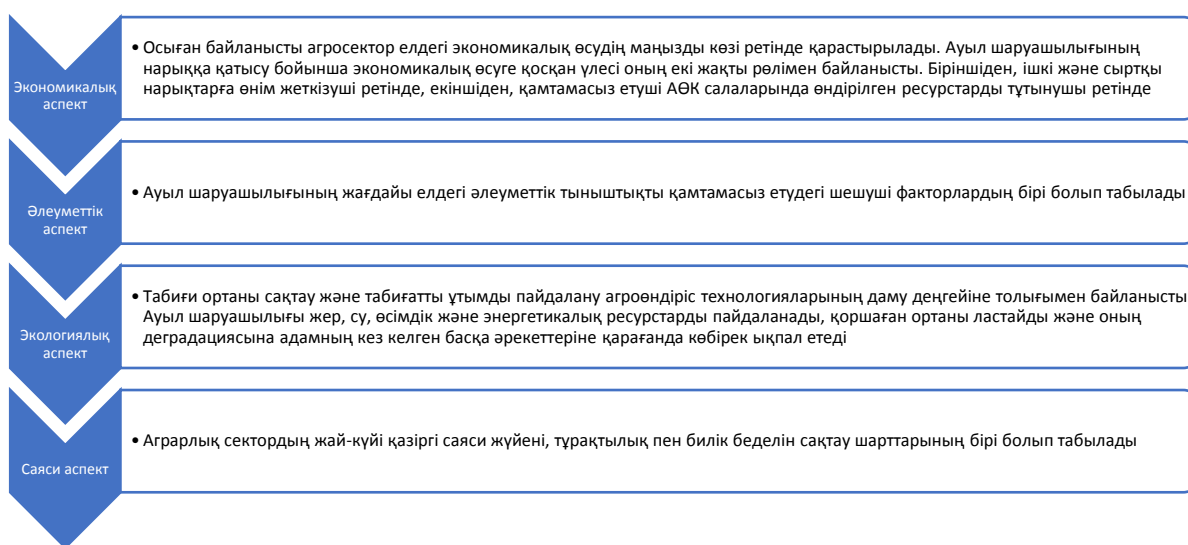 Экономикалық
аспект
• Осыған байланысты агросектор елдегі экономикалық өсудің маңызды көзі ретінде қарастырылады. Ауыл шаруашылығының
нарыққа қатысу бойынша экономикалық өсуге қосқан үлесі оның екі жақты рөлімен байланысты. Біріншіден, ішкі және сыртқы
нарықтарға өнім жеткізуші ретінде, екіншіден, қамтамасыз етуші АӨК салаларында өндірілген ресурстарды тұтынушы ретінде
Әлеуметтік
аспект
• Ауыл шаруашылығының жағдайы елдегі әлеуметтік тыныштықты қамтамасыз етудегі шешуші факторлардың бірі болып табылады
Экологиялық
аспект
• Табиғи ортаны сақтау және табиғатты ұтымды пайдалану агроөндіріс технологияларының даму деңгейіне толығымен байланысты
Ауыл шаруашылығы жер, су, өсімдік және энергетикалық ресурстарды пайдаланады, қоршаған ортаны ластайды және оның
деградациясына адамның кез келген басқа әрекеттеріне қарағанда көбірек ықпал етеді
Саяси аспект
• Аграрлық сектордың жай-күйі қазіргі саяси жүйені, тұрақтылық пен билік беделін сақтау шарттарының бірі болып табылады